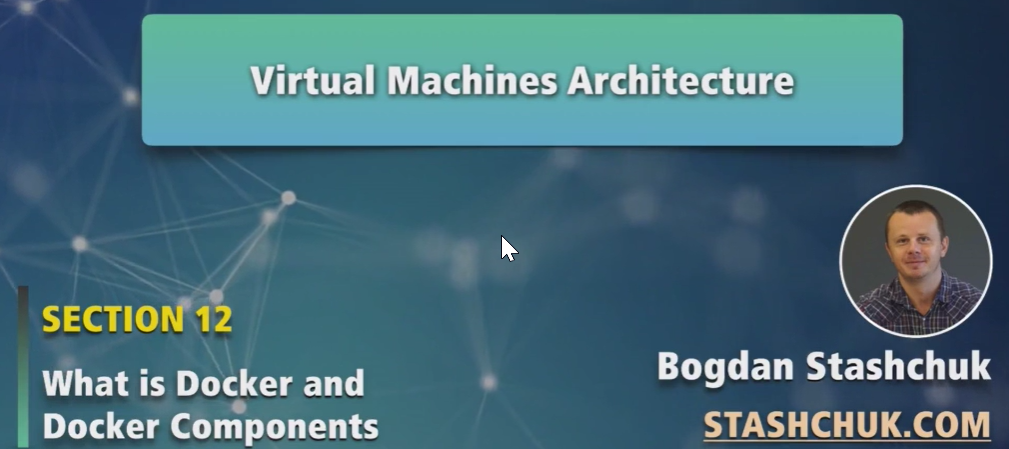 Virtual Machines Architecture
SECTION 12
What is Docker and
Docker Components
Bogdan Stashchuk
STASHCHUK.COM